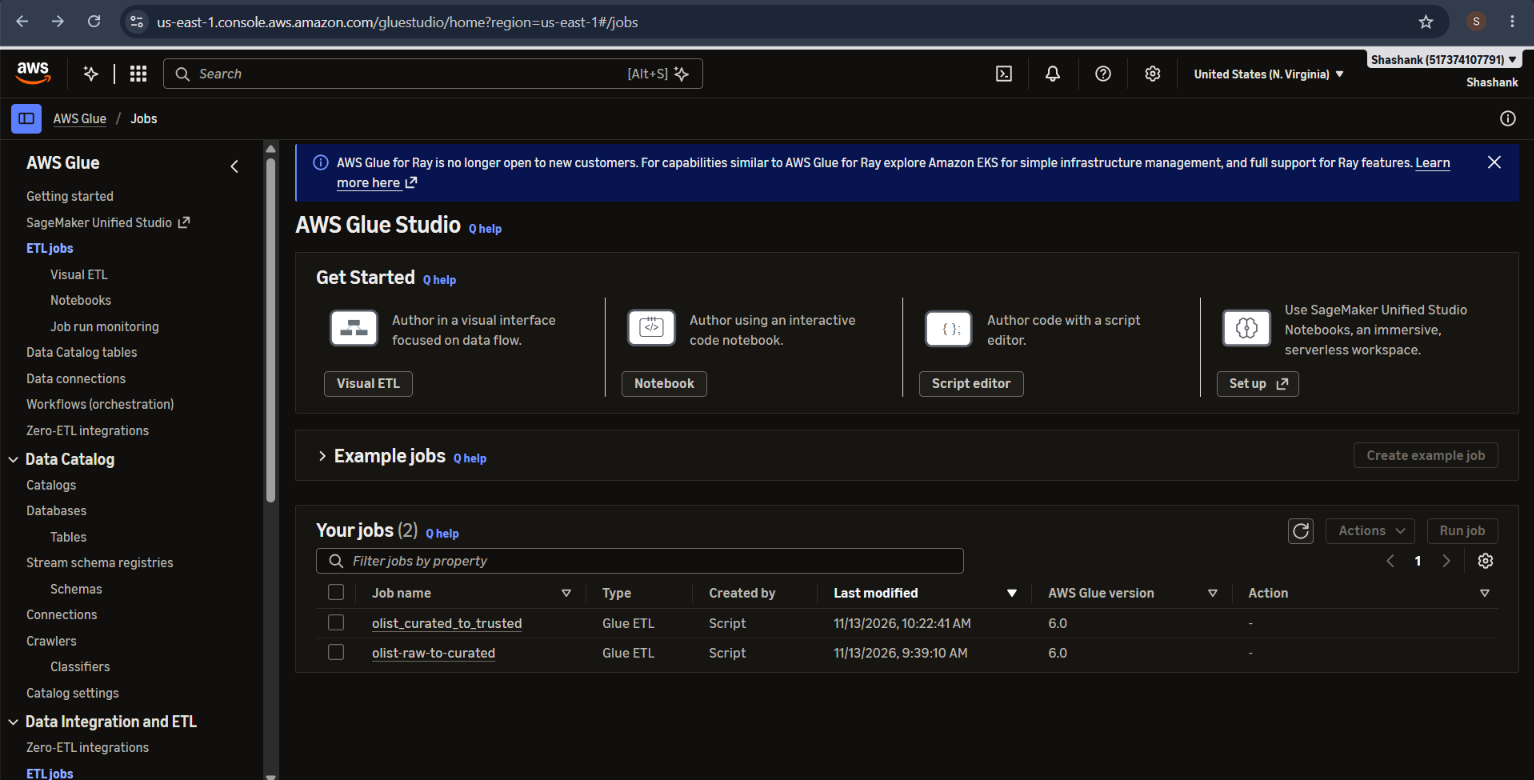 us-east-1.console.aws.amazon.com/gluestudio/home?region=us-east-1#/jobs
S
aws
Search
[Alt+S]
United States (N. Virginia)
Shashank (517374107791)
Shashank
AWS Glue / Jobs
AWS Glue
Getting started
SageMaker Unified Studio
ETL jobs
Visual ETL
Notebooks
Job run monitoring
Data Catalog tables
Data connections
Workflows (orchestration)
Zero-ETL integrations
Data Catalog
Catalogs
Databases
Tables
Stream schema registries
Schemas
Connections
Crawlers
Classifiers
Catalog settings
Data Integration and ETL
Zero-ETL integrations
ETL jobs
AWS Glue for Ray is no longer open to new customers. For capabilities similar to AWS Glue for Ray explore Amazon EKS for simple infrastructure management, and full support for Ray features. Learn
more here
AWS Glue Studio Q help
Get Started Q help
Author in a visual interface
focused on data flow.
Visual ETL
Author using an interactive
code notebook.
Notebook
Author code with a script
editor.
Script editor
Use SageMaker Unified Studio
Notebooks, an immersive,
serverless workspace.
Set up
Example jobs Q help
Create example job
Your jobs (2) Q help
Actions
Run job
Filter jobs by property
1
Job name Type Created by Last modified AWS Glue version Action
olist_curated_to_trusted Glue ETL Script 11/13/2026, 10:22:41 AM 6.0 -
olist-raw-to-curated Glue ETL Script 11/13/2026, 9:39:10 AM 6.0 -